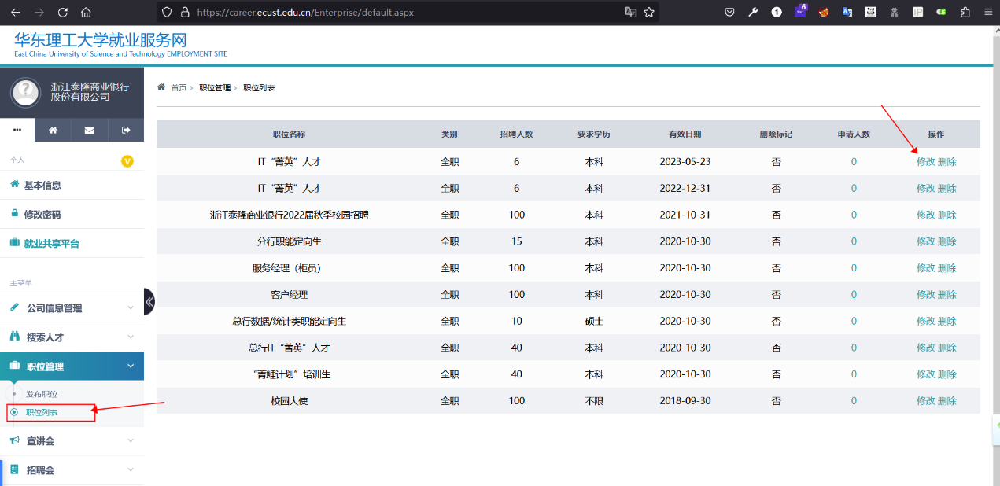 https://career.ecust.edu.cn/Enterprise/default.aspx
华东理工大学就业服务网
East China University of Science and Technology EMPLOYMENT SITE
浙江泰隆商业银行
股份有限公司
个人
V
基本信息
修改密码
就业共享平台
主菜单
公司信息管理
搜索人才
职位管理
发布职位
职位列表
宣讲会
招聘会
首页 > 职位管理 > 职位列表
职位名称 类别 招聘人数 要求学历 有效日期 删除标记 申请人数 操作
IT“菁英”人才 全职 6 本科 2023-05-23 否 0 修改 删除
IT“菁英”人才 全职 6 本科 2022-12-31 否 0 修改 删除
浙江泰隆商业银行2022届秋季校园招聘 全职 100 本科 2021-10-31 否 0 修改 删除
分行职能定向生 全职 15 本科 2020-10-30 否 0 修改 删除
服务经理（柜员） 全职 100 本科 2020-10-30 否 0 修改 删除
客户经理 全职 100 本科 2020-10-30 否 0 修改 删除
总行数据/统计类职能定向生 全职 10 硕士 2020-10-30 否 0 修改 删除
总行IT“菁英”人才 全职 40 本科 2020-10-30 否 0 修改 删除
“菁鲤计划”培训生 全职 40 本科 2020-10-30 否 0 修改 删除
校园大使 全职 100 不限 2018-09-30 否 0 修改 删除